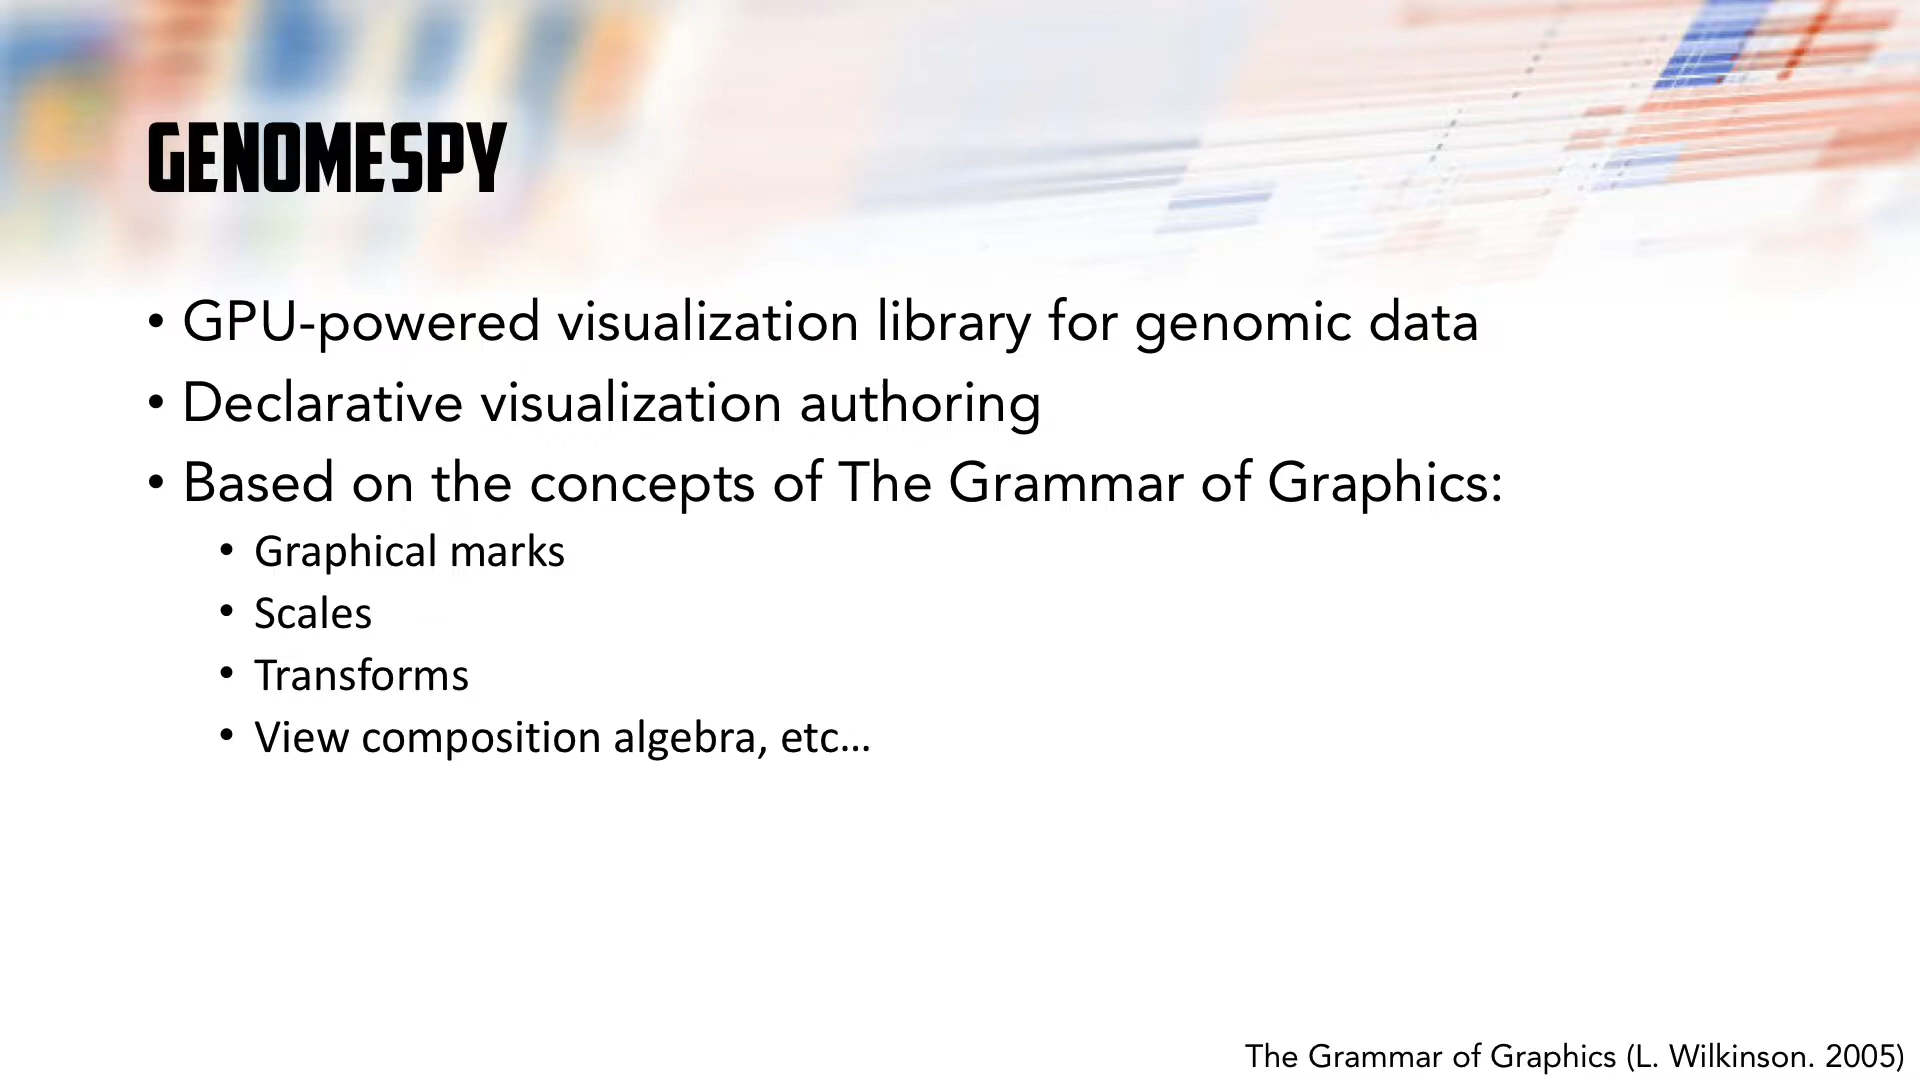 GENOMESPY
• GPU-powered visualization library for genomic data
• Declarative visualization authoring
• Based on the concepts of The Grammar of Graphics:
• Graphical marks
• Scales
• Transforms
• View composition algebra, etc...
The Grammar of Graphics (L. Wilkinson. 2005)